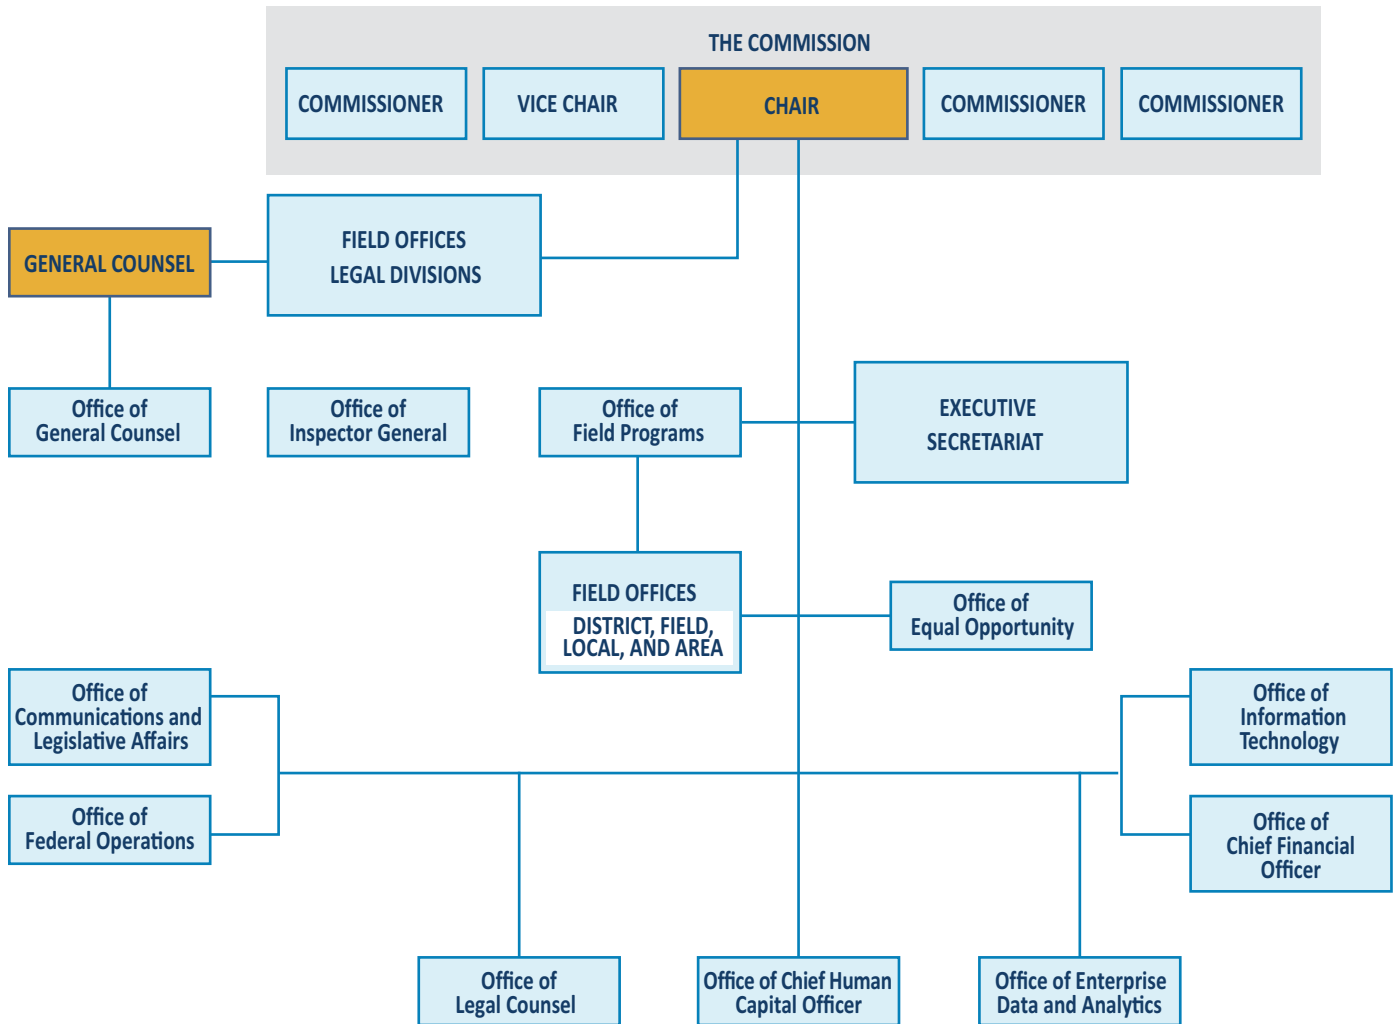 THE COMMISSION
COMMISSIONER
VICE CHAIR
CHAIR
COMMISSIONER
COMMISSIONER
GENERAL COUNSEL
FIELD OFFICES
LEGAL DIVISIONS
Office of
General Counsel
Office of
Inspector General
Office of
Field Programs
EXECUTIVE
SECRETARIAT
FIELD OFFICES
DISTRICT, FIELD,
LOCAL, AND AREA
Office of
Equal Opportunity
Office of
Communications and
Legislative Affairs
Office of
Information
Technology
Office of
Federal Operations
Office of
Chief Financial
Officer
Office of
Legal Counsel
Office of Chief Human
Capital Officer
Office of Enterprise
Data and Analytics